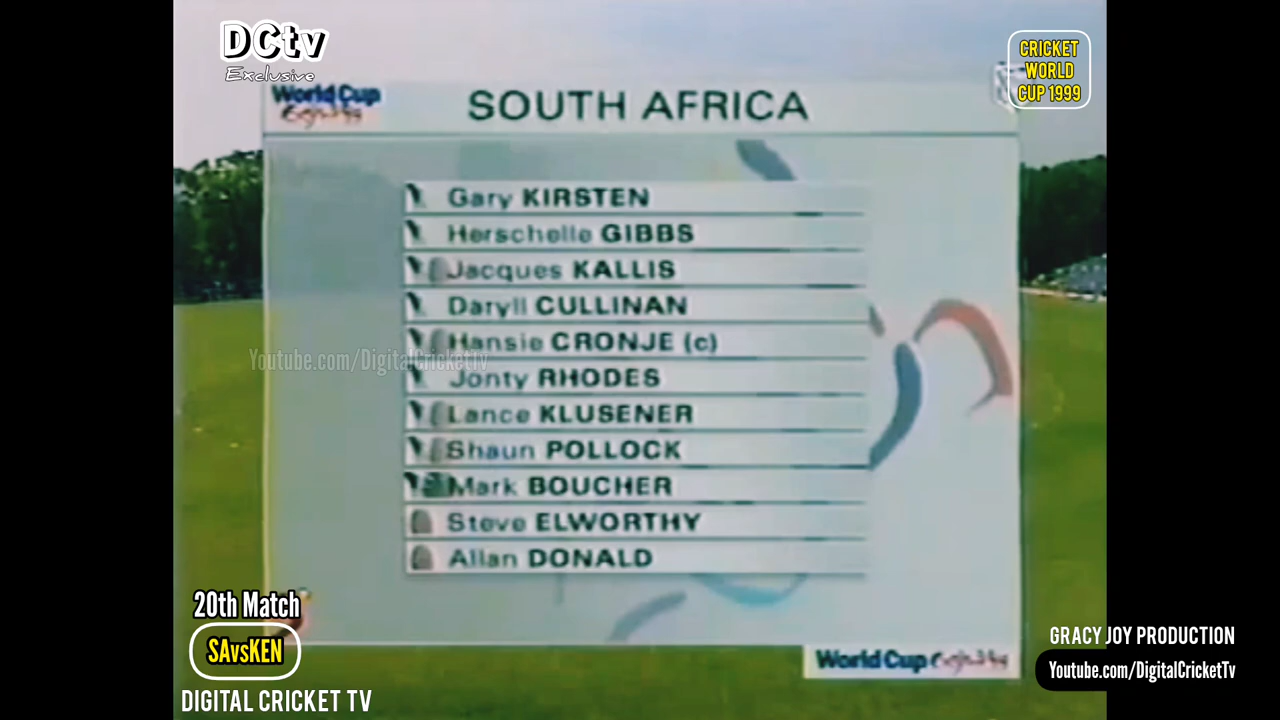 DCtv
Exclusive
CRICKET
WORLD
CUP 1999
World Cup
SOUTH AFRICA
Gary KIRSTEN
Herschelle GIBBS
Jacques KALLIS
Daryll CULLINAN
Hansie CRONJE (c)
Youtube.com/DigitalCricketTv
Jonty RHODES
Lance KLUSENER
Shaun POLLOCK
Mark BOUCHER
Steve ELWORTHY
Allan DONALD
20th Match
SAvsKEN
DIGITAL CRICKET TV
World Cup
GRACY JOY PRODUCTION
Youtube.com/DigitalCricketTv